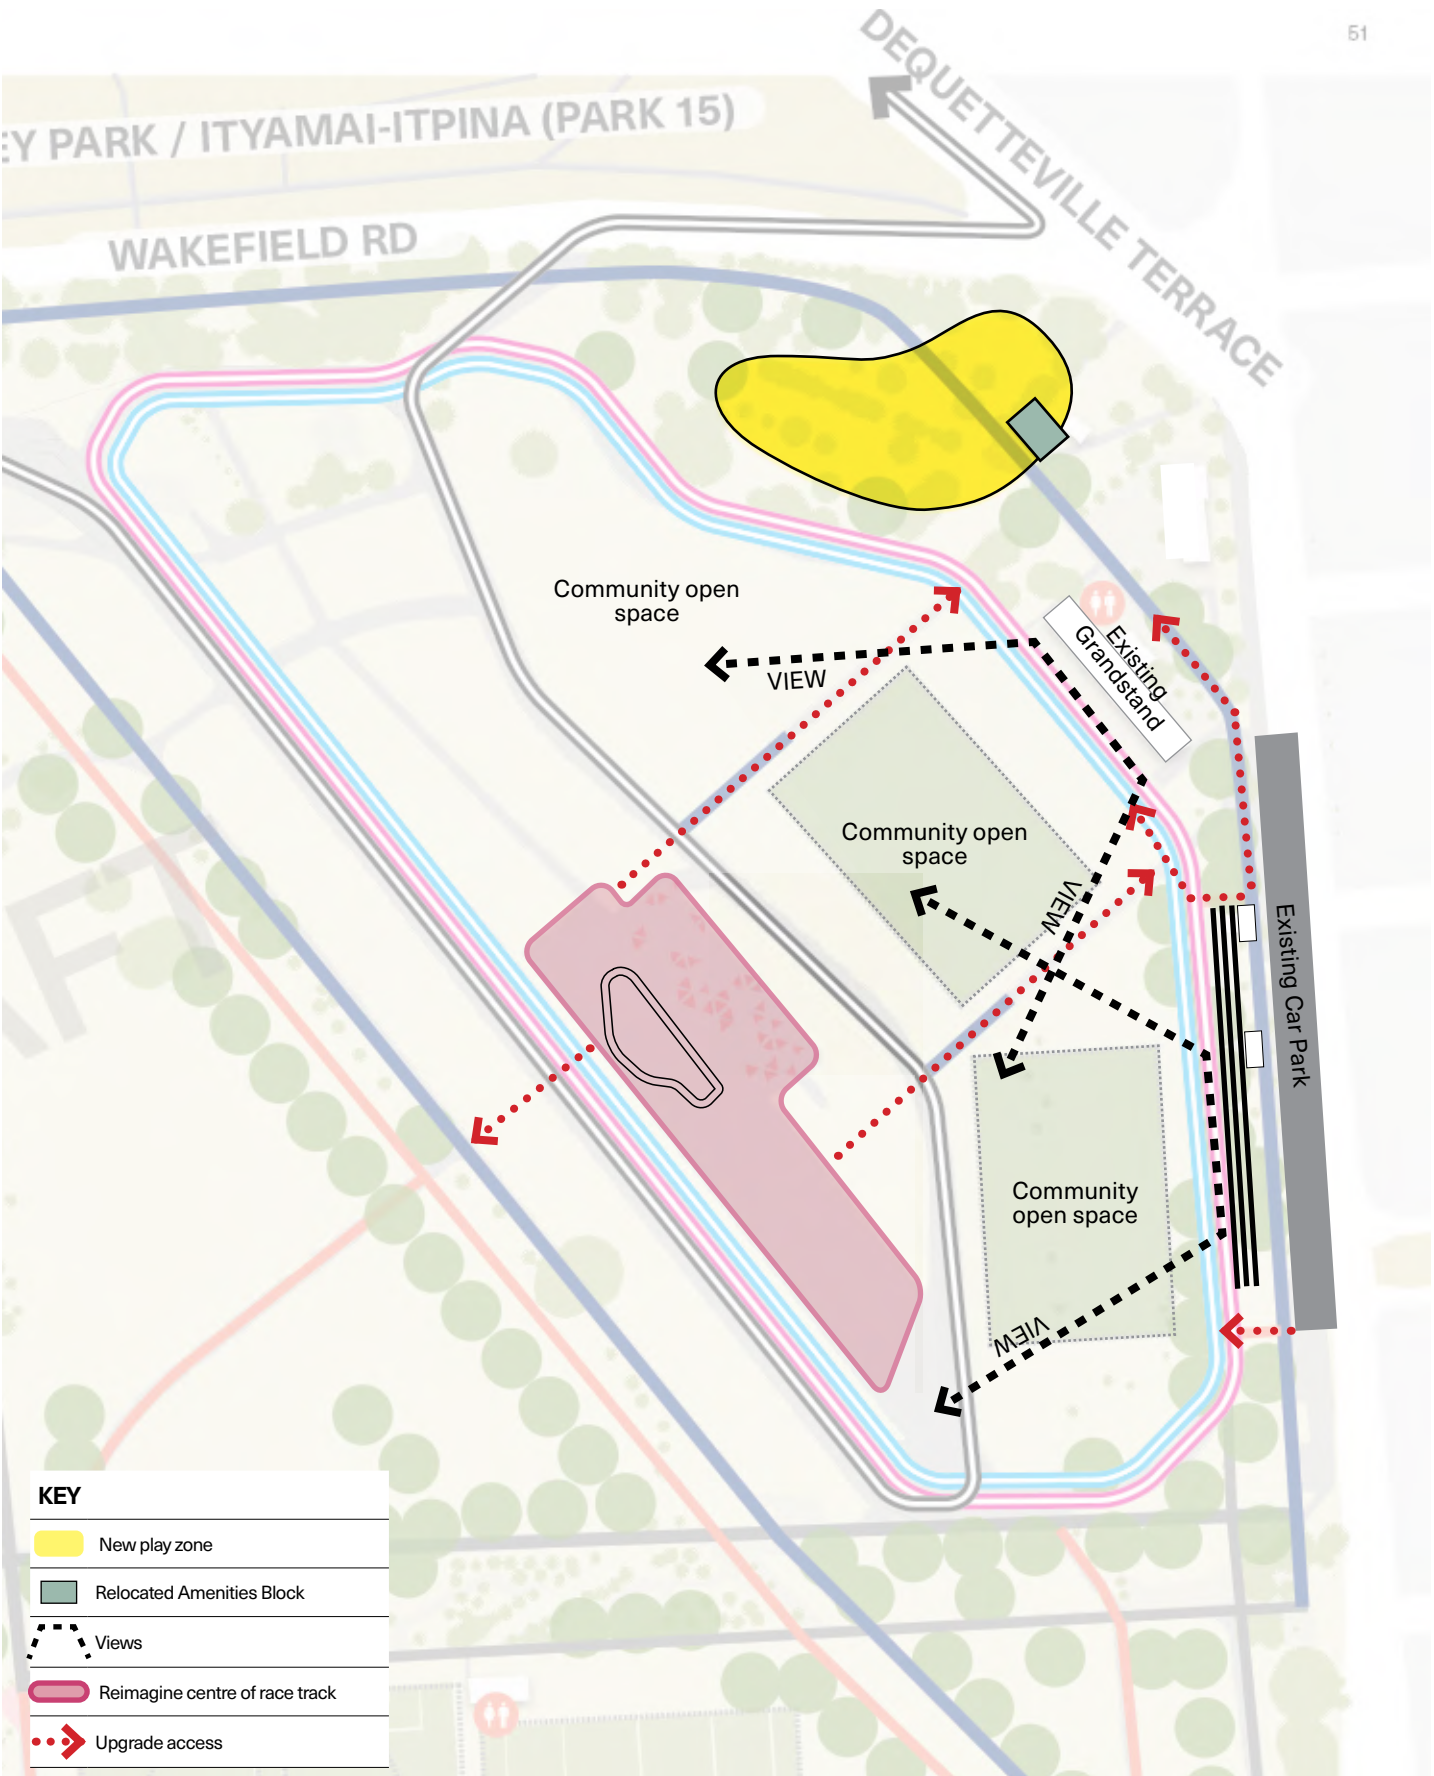 51
DEQUETTEVILLE TERRACE
EY PARK / ITYAMAI-ITPINA (PARK 15)
WAKEFIELD RD
Community open
space
VIEW
Existing
Grandstand
Community open
space
VIEW
Existing Car Park
Community
open space
VIEW
AFT
KEY
New play zone
Relocated Amenities Block
Views
Reimagine centre of race track
Upgrade access